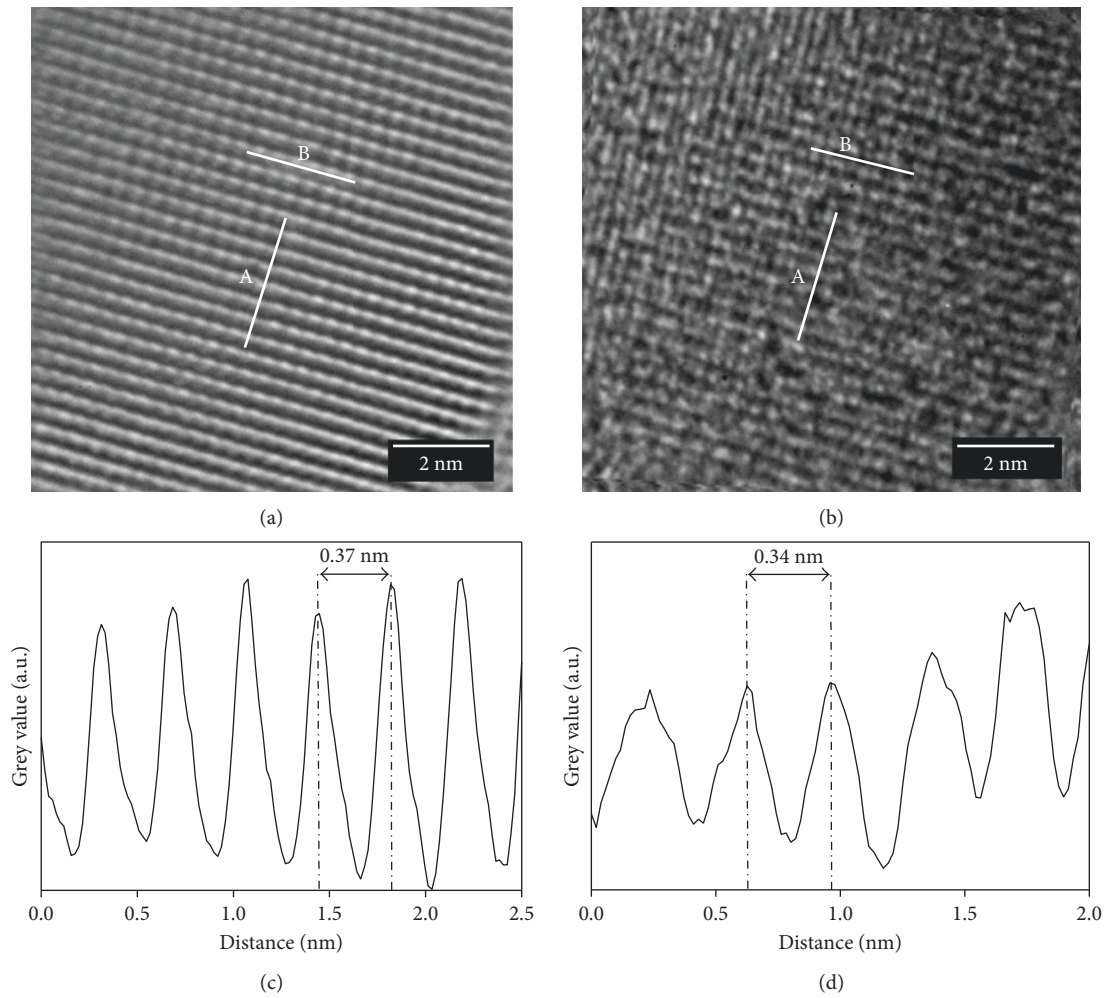 B
A
2 nm
(a)
B
A
2 nm
(b)
0.37 nm
Grey value (a.u.)
0.0 0.5 1.0 1.5 2.0 2.5
Distance (nm)
(c)
0.34 nm
Grey value (a.u.)
0.0 0.5 1.0 1.5 2.0
Distance (nm)
(d)